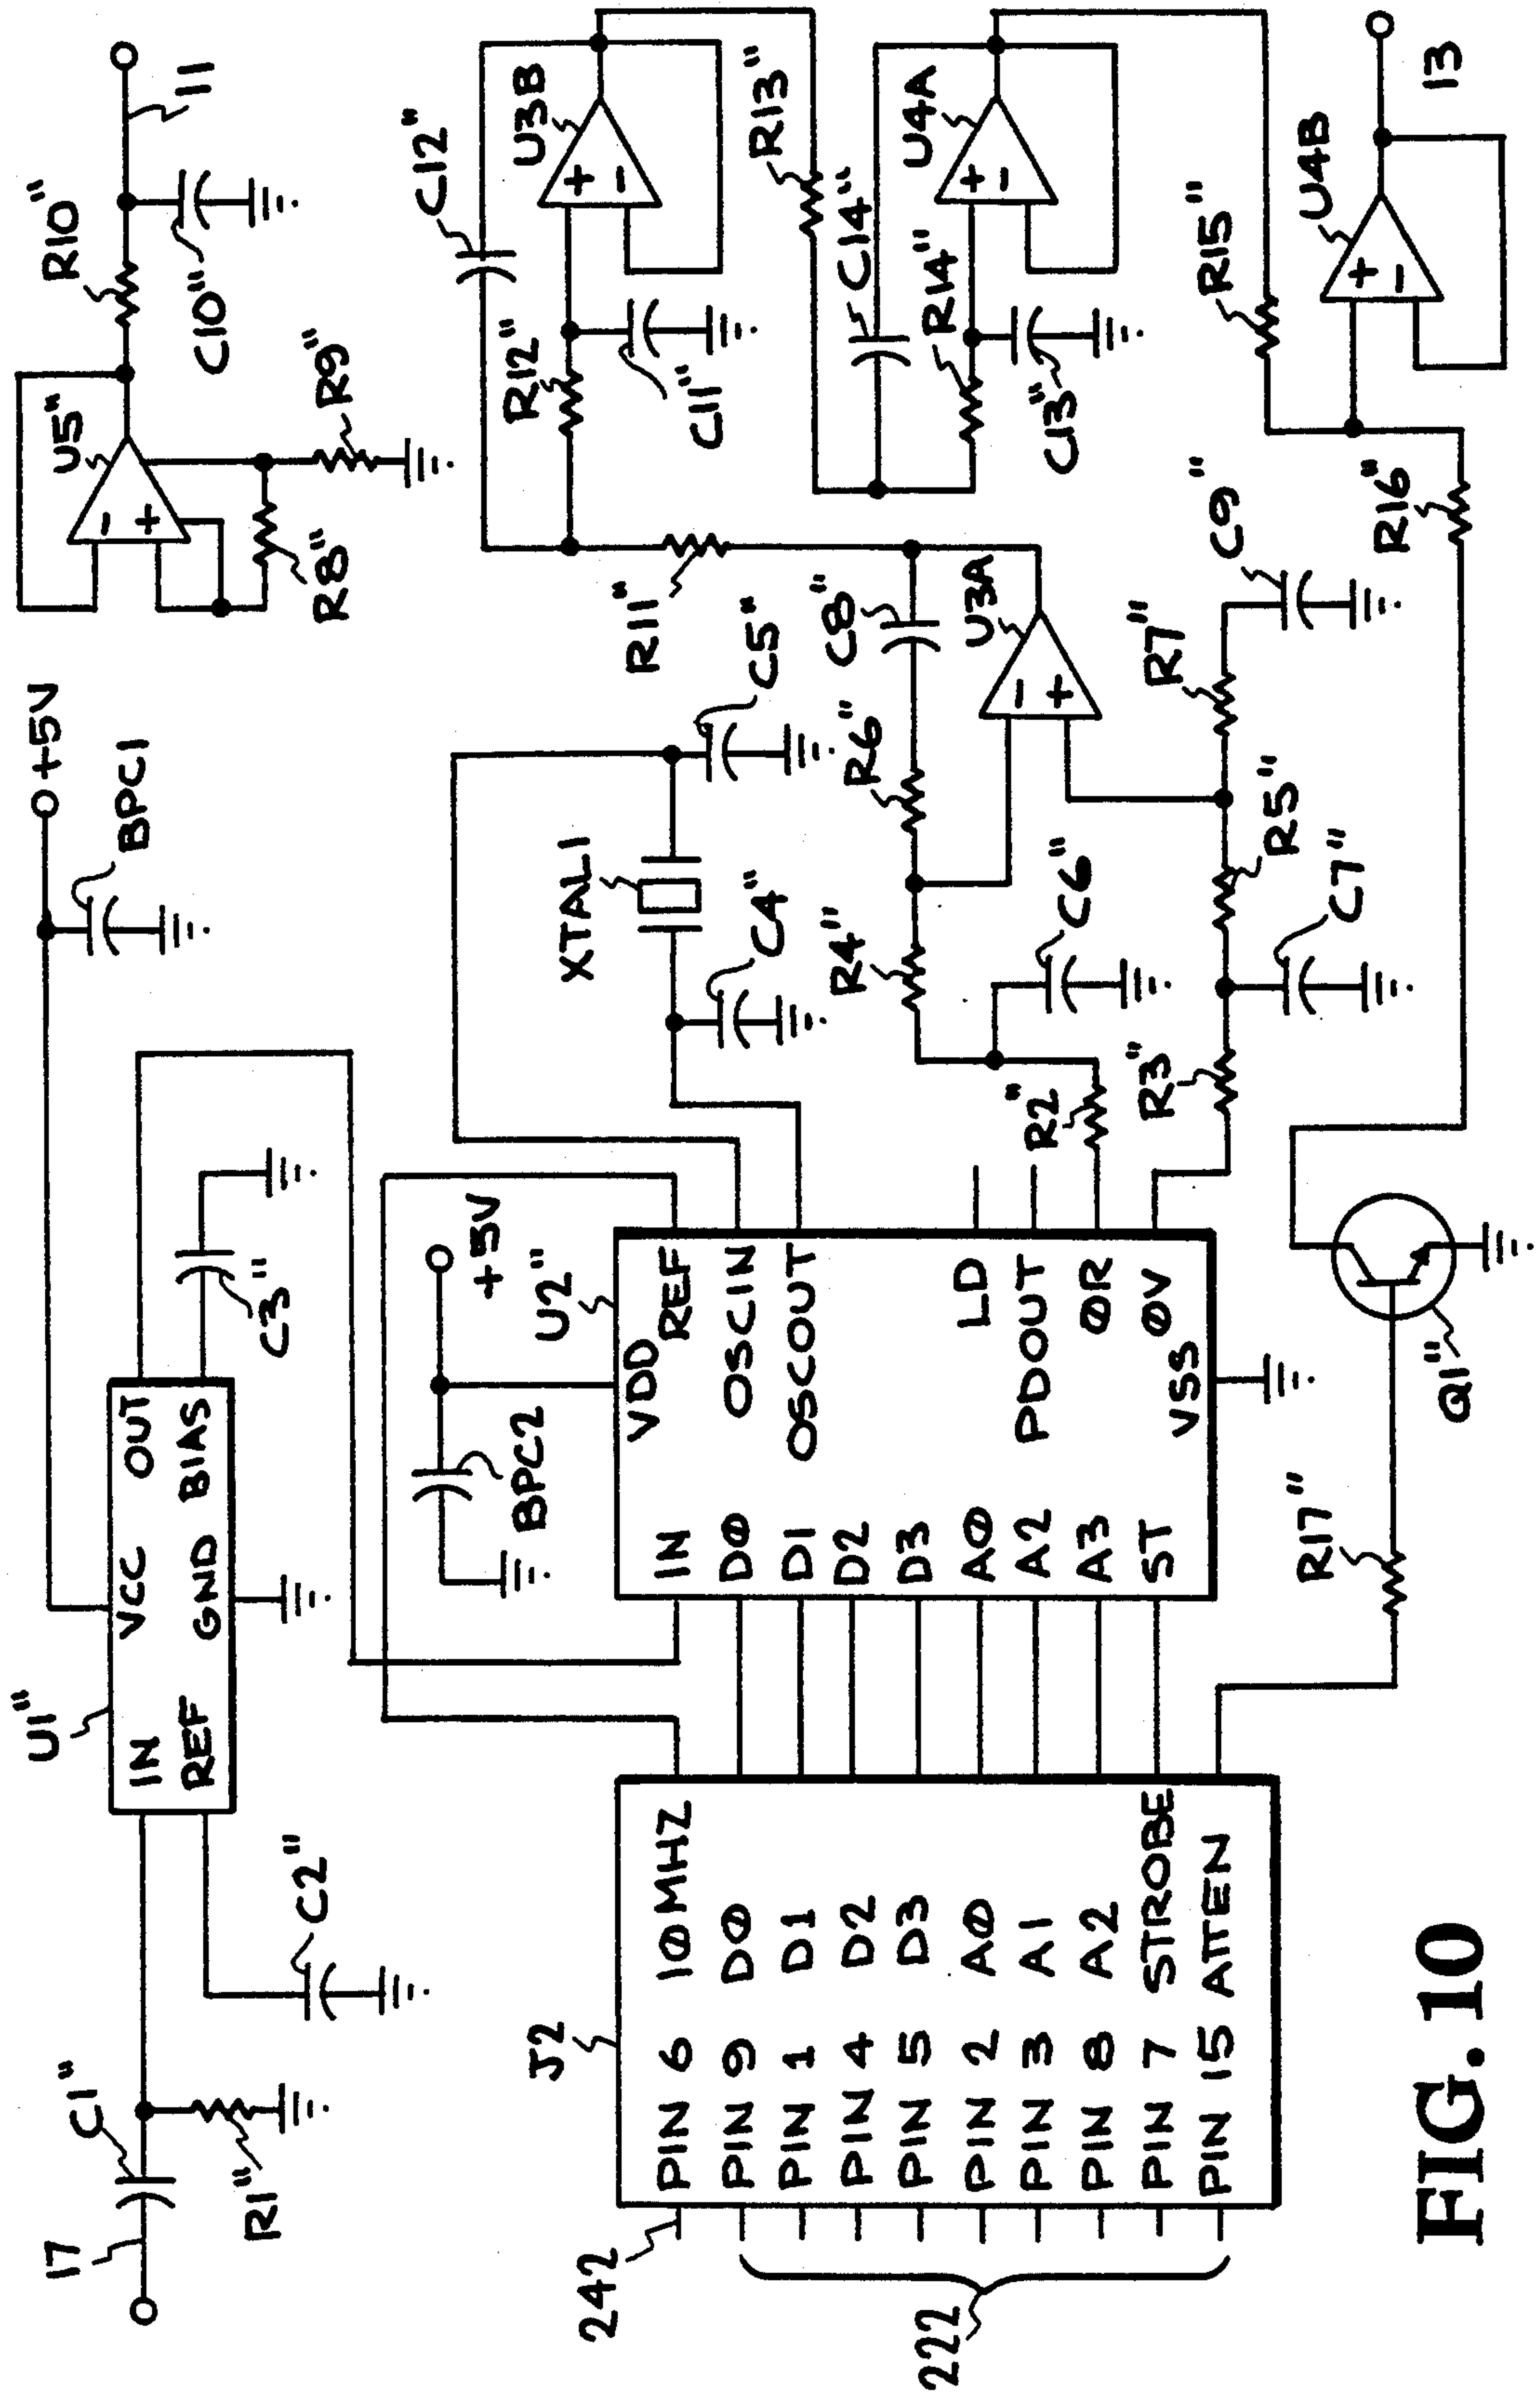 17
C1"
R1"
C2"
U1"
IN
REF
VCC
GND
OUT
BIAS
C3"
BPC1
+5V
U5"
-
+
R8"
R9"
R10"
C10"
11
242
222
J2
PIN 6 10MHZ
PIN 9 D0
PIN 1 D1
PIN 4 D2
PIN 5 D3
PIN 2 A0
PIN 3 A1
PIN 8 A2
PIN 7 STROBE
PIN 15 ATTEN
BPC2
+5V
U2"
VDD
IN
REF
D0
OSCIN
D1
OSCOUT
D2
D3
LD
A0
PDOUT
A2
ØR
A3
ØV
ST
VSS
XTAL1
C4"
C5"
R2"
R3"
R4"
C6"
R5"
C7"
R6"
C8"
U3A
-
+
R7"
C9"
R11"
R12"
C11"
C12"
U3B
+
-
R13"
C14"
R14"
C13"
U4A
+
-
R15"
R16"
U4B
+
-
13
R17"
Q1"
FIG. 10